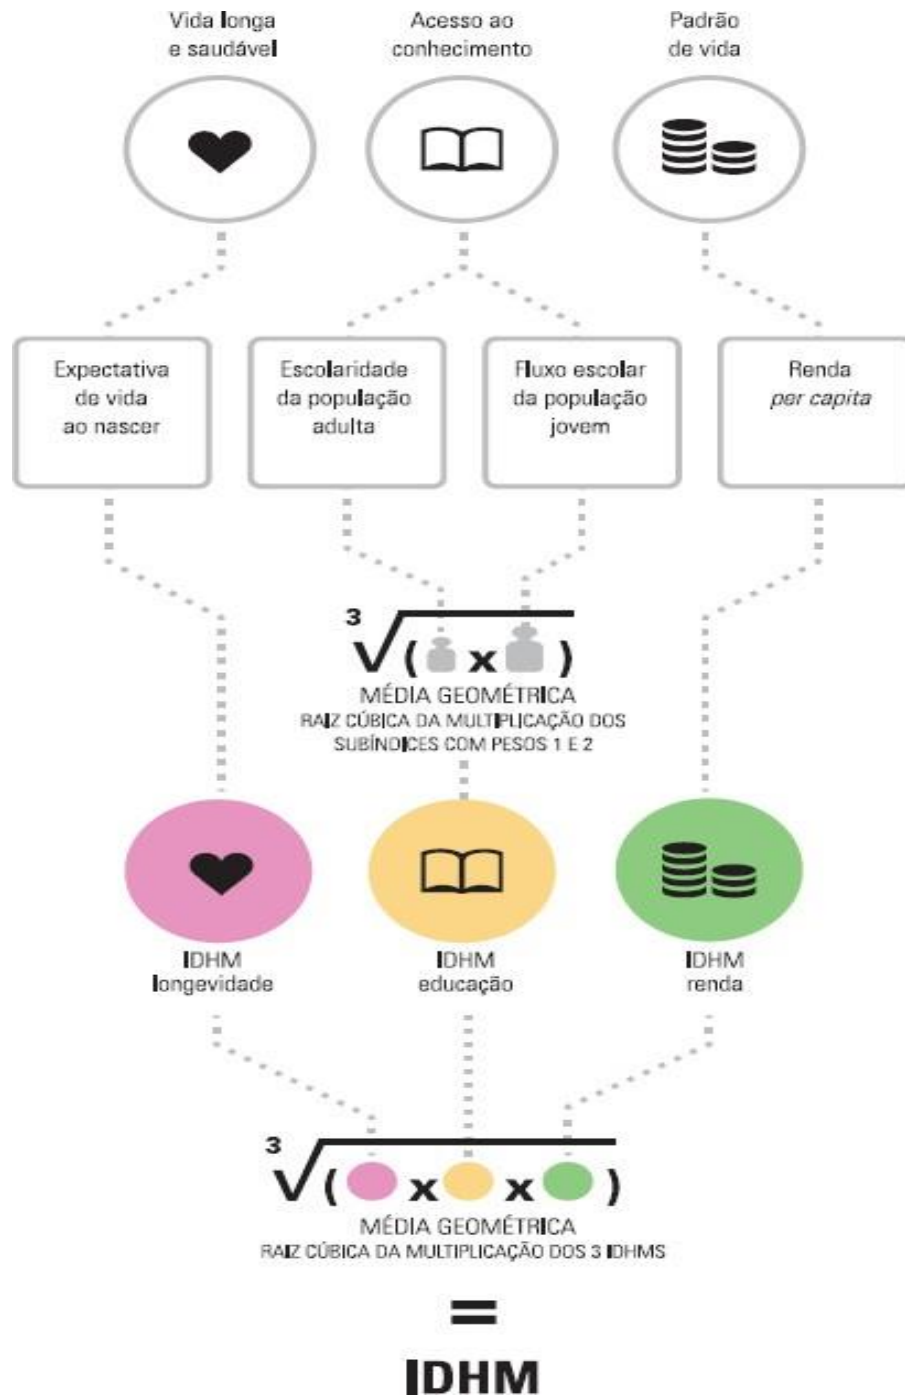 Vida longa
e saudável
Acesso ao
conhecimento
Padrão
de vida
Expectativa
de vida
ao nascer
Escolaridade
da população
adulta
Fluxo escolar
da população
jovem
Renda
per capita
3√( x )
MÉDIA GEOMÉTRICA
RAIZ CÚBICA DA MULTIPLICAÇÃO DOS
SUBÍNDICES COM PESOS 1 E 2
IDHM
longevidade
IDHM
educação
IDHM
renda
3√( x x )
MÉDIA GEOMÉTRICA
RAIZ CÚBICA DA MULTIPLICAÇÃO DOS 3 IDHMS
=
IDHM